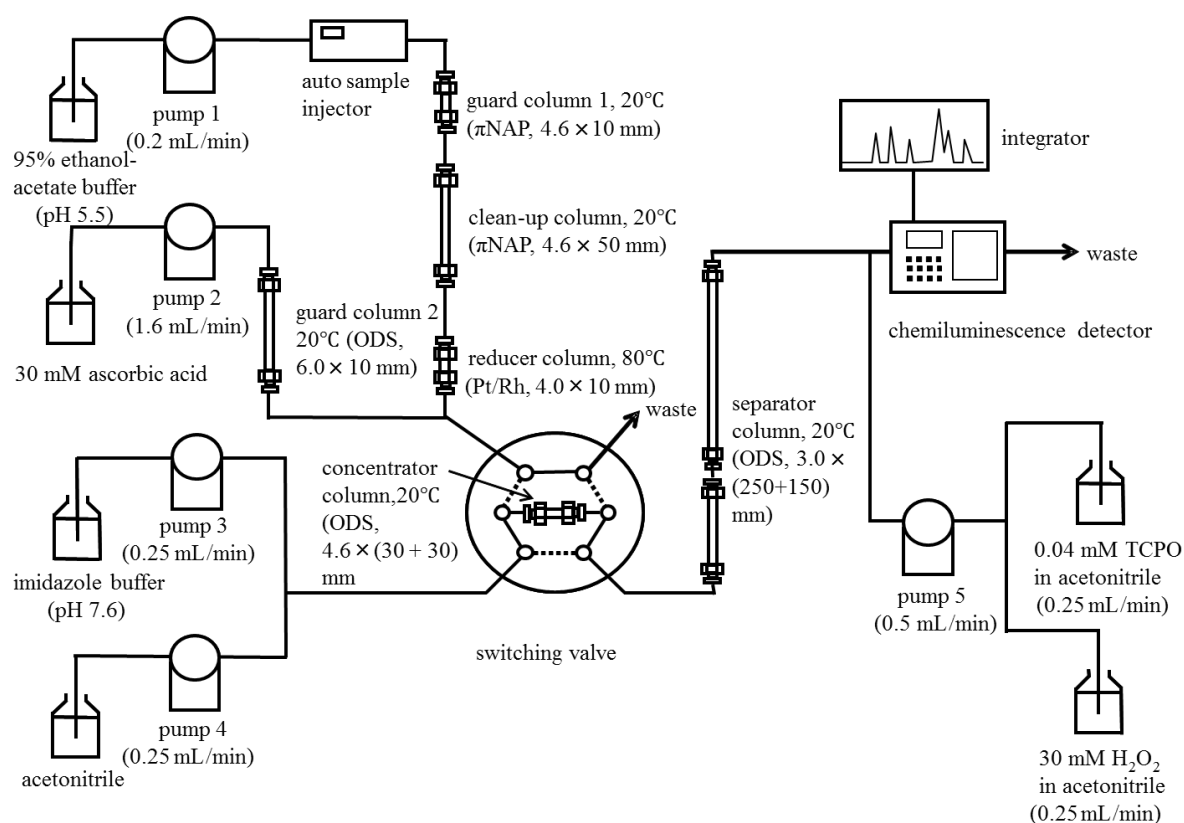 pump 1
(0.2 mL/min)
95% ethanol-
acetate buffer
(pH 5.5)
auto sample
injector
guard column 1, 20℃
(πNAP, 4.6 × 10 mm)
clean-up column, 20℃
(πNAP, 4.6 × 50 mm)
reducer column, 80℃
(Pt/Rh, 4.0 × 10 mm)
pump 2
(1.6 mL/min)
30 mM ascorbic acid
guard column 2
20℃ (ODS,
6.0 × 10 mm)
waste
concentrator
column,20℃
(ODS,
4.6 × (30 + 30)
mm
pump 3
(0.25 mL/min)
imidazole buffer
(pH 7.6)
pump 4
(0.25 mL/min)
acetonitrile
switching valve
separator
column, 20℃
(ODS, 3.0 ×
(250+150)
mm)
integrator
waste
chemiluminescence detector
pump 5
(0.5 mL/min)
0.04 mM TCPO
in acetonitrile
(0.25 mL/min)
30 mM H₂O₂
in acetonitrile
(0.25 mL/min)